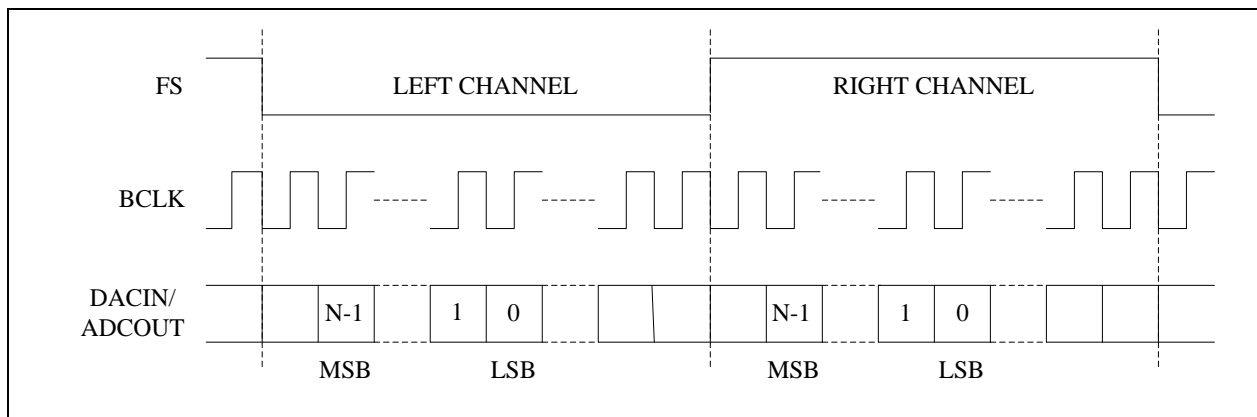 FS
LEFT CHANNEL
RIGHT CHANNEL
BCLK
DACIN/
ADCOUT
N-1
1
0
N-1
1
0
MSB
LSB
MSB
LSB